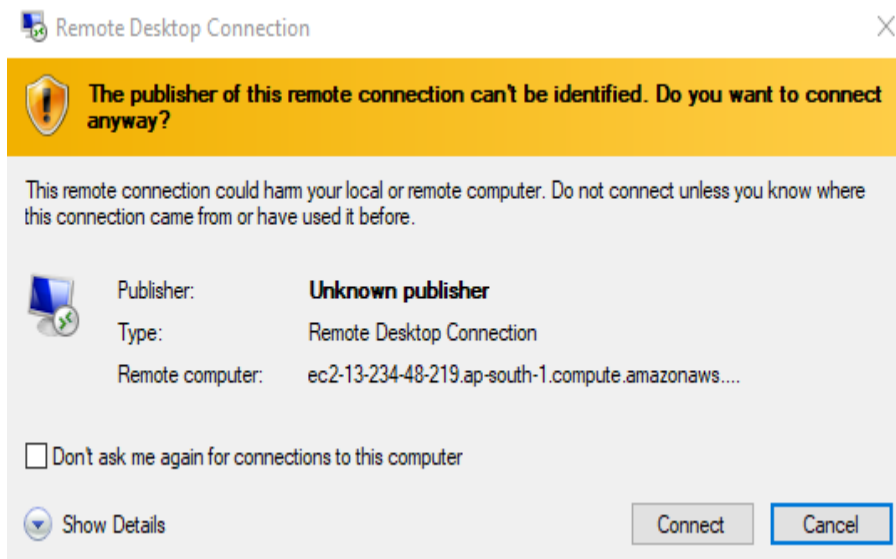 Remote Desktop Connection
The publisher of this remote connection can't be identified. Do you want to connect
anyway?
This remote connection could harm your local or remote computer. Do not connect unless you know where
this connection came from or have used it before.
Publisher: Unknown publisher
Type: Remote Desktop Connection
Remote computer: ec2-13-234-48-219.ap-south-1.compute.amazonaws....
Don't ask me again for connections to this computer
Show Details Connect Cancel